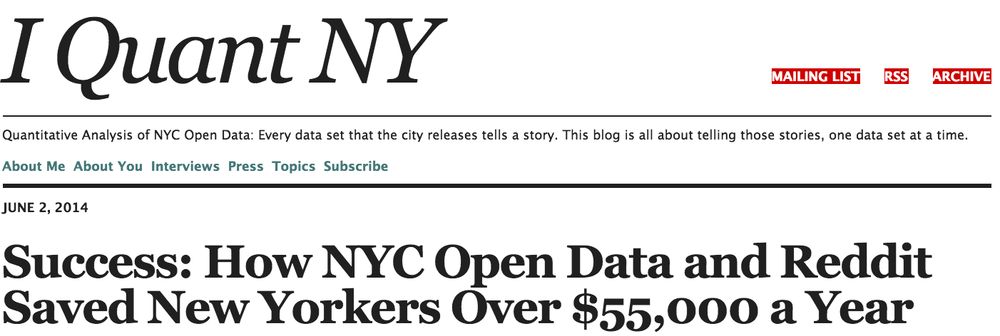 I Quant NY
MAILING LIST RSS ARCHIVE
Quantitative Analysis of NYC Open Data: Every data set that the city releases tells a story. This blog is all about telling those stories, one data set at a time.
About Me About You Interviews Press Topics Subscribe
JUNE 2, 2014
Success: How NYC Open Data and Reddit
Saved New Yorkers Over $55,000 a Year